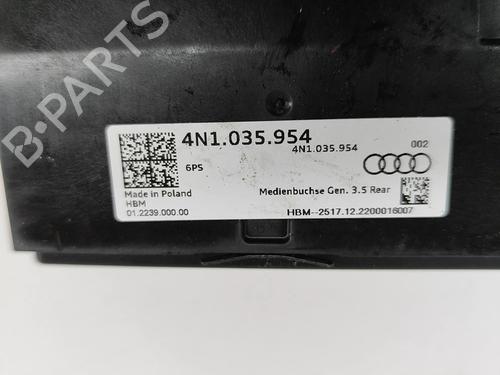 B-PARTS
4N1.035.954
4N1.035.954
002
6PS
Made in Poland
HBM
01.2239.000.00
Medienbuchse Gen. 3.5 Rear
HBM--2517.12.2200016007